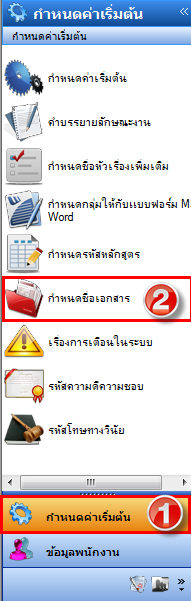 กำหนดค่าเริ่มต้น
กำหนดค่าเริ่มต้น
กำหนดค่าเริ่มต้น
คำบรรยายลักษณะงาน
กำหนดชื่อหัวเรื่องเพิ่มเติม
กำหนดกลุ่มให้กับแบบฟอร์ม M
Word
กำหนดรหัสหลักสูตร
กำหนดชื่อเอกสาร
2
เรื่องการเตือนในระบบ
รหัสความดีความชอบ
รหัสโทษทางวินัย
กำหนดค่าเริ่มต้น
1
ข้อมูลพนักงาน